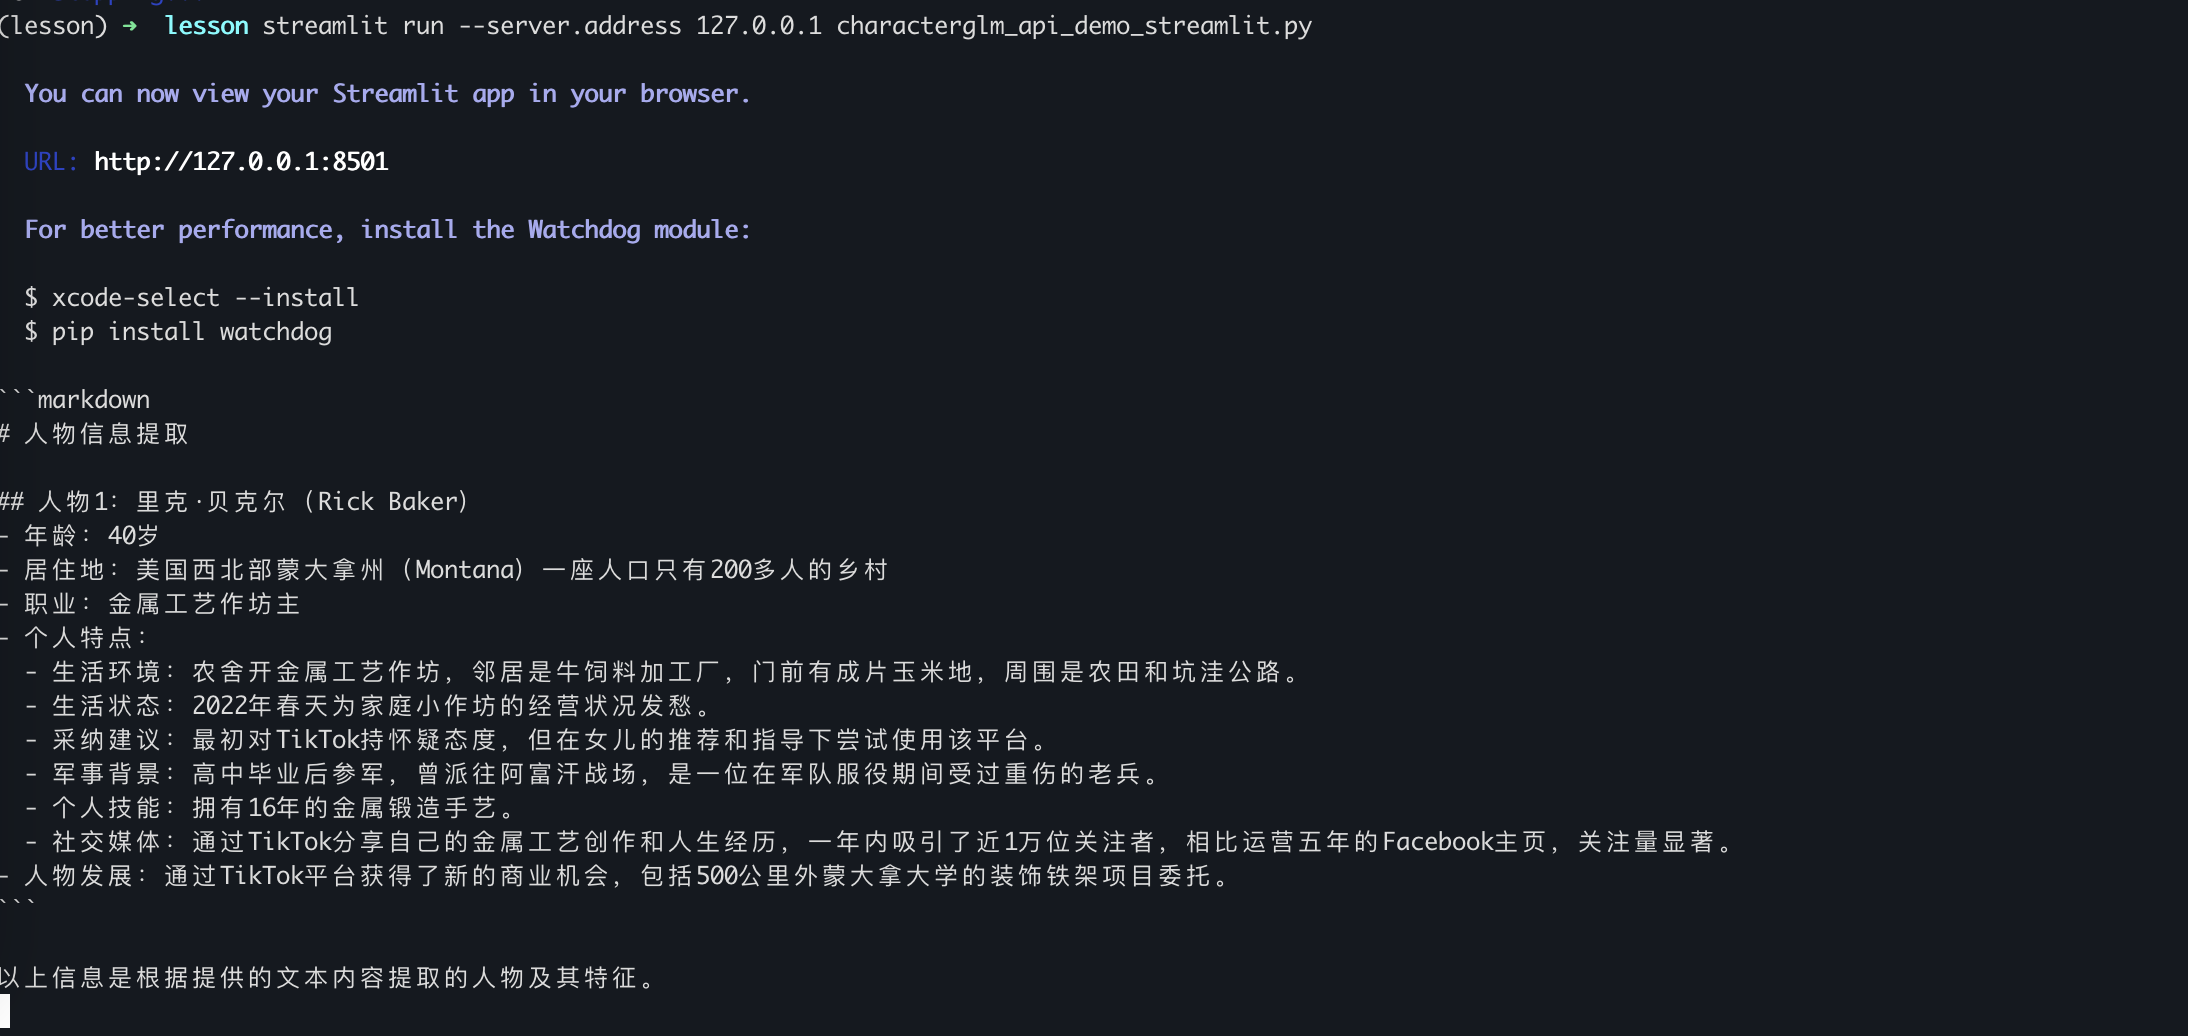 (lesson) ➜  lesson streamlit run --server.address 127.0.0.1 characterglm_api_demo_streamlit.py
You can now view your Streamlit app in your browser.
URL: http://127.0.0.1:8501
For better performance, install the Watchdog module:
$ xcode-select --install
$ pip install watchdog
```markdown
# 人物信息提取
## 人物1：里克·贝克尔（Rick Baker）
- 年龄：40岁
- 居住地：美国西北部蒙大拿州（Montana）一座人口只有200多人的乡村
- 职业：金属工艺作坊主
- 个人特点：
  - 生活环境：农舍开金属工艺作坊，邻居是牛饲料加工厂，门前有成片玉米地，周围是农田和坑洼公路。
  - 生活状态：2022年春天为家庭小作坊的经营状况发愁。
  - 采纳建议：最初对TikTok持怀疑态度，但在女儿的推荐和指导下尝试使用该平台。
  - 军事背景：高中毕业后参军，曾派往阿富汗战场，是一位在军队服役期间受过重伤的老兵。
  - 个人技能：拥有16年的金属锻造手艺。
  - 社交媒体：通过TikTok分享自己的金属工艺创作和人生经历，一年内吸引了近1万位关注者，相比运营五年的Facebook主页，关注量显著。
- 人物发展：通过TikTok平台获得了新的商业机会，包括500公里外蒙大拿大学的装饰铁架项目委托。
```
以上信息是根据提供的文本内容提取的人物及其特征。